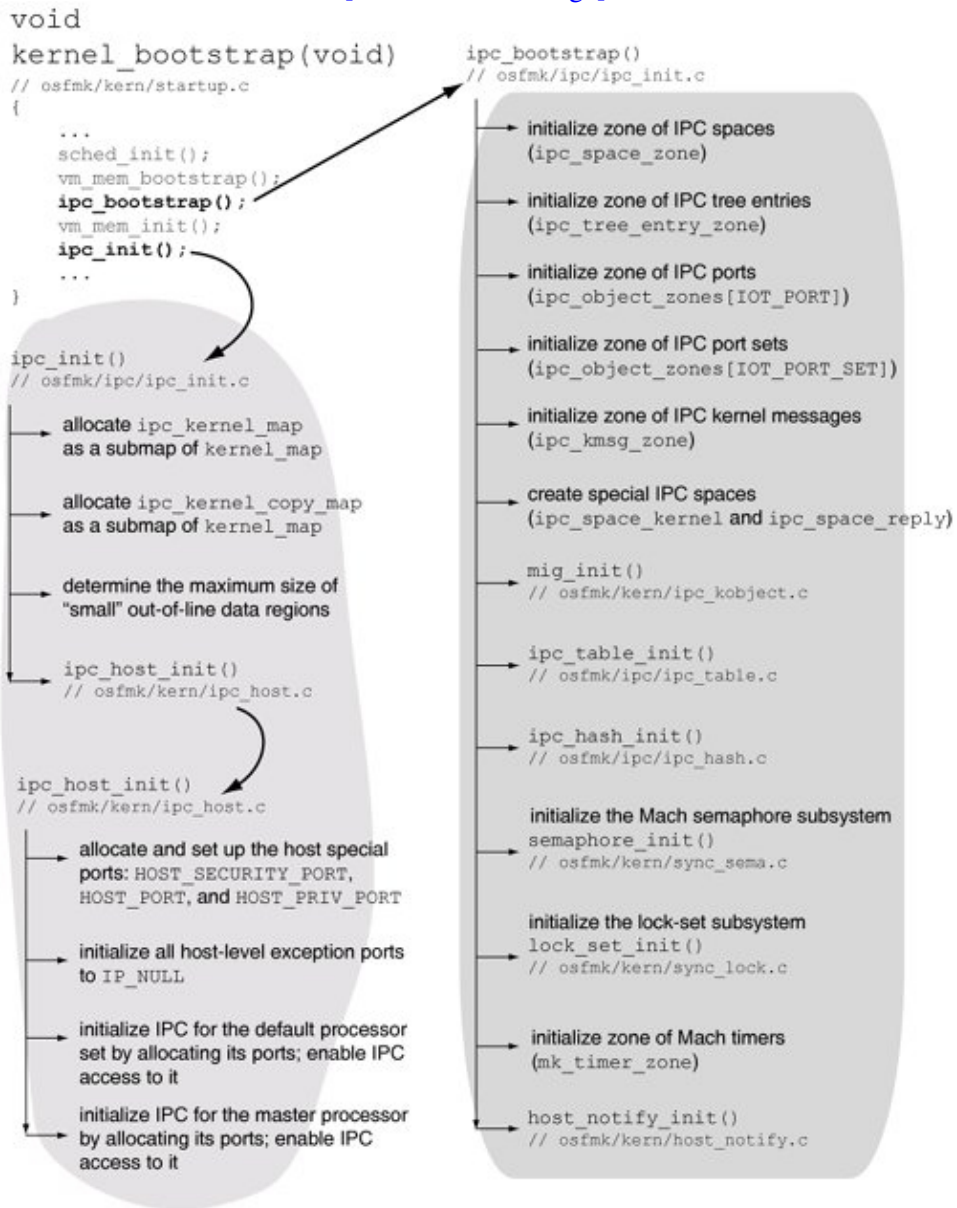 void
kernel_bootstrap(void)
// osfmk/kern/startup.c
{
...
sched_init();
vm_mem_bootstrap();
ipc_bootstrap();
vm_mem_init();
ipc_init();
...
}
ipc_init()
// osfmk/ipc/ipc_init.c
allocate ipc_kernel_map
as a submap of kernel_map
allocate ipc_kernel_copy_map
as a submap of kernel_map
determine the maximum size of
“small” out-of-line data regions
ipc_host_init()
// osfmk/kern/ipc_host.c
ipc_host_init()
// osfmk/kern/ipc_host.c
allocate and set up the host special
ports: HOST_SECURITY_PORT,
HOST_PORT, and HOST_PRIV_PORT
initialize all host-level exception ports
to IP_NULL
initialize IPC for the default processor
set by allocating its ports; enable IPC
access to it
initialize IPC for the master processor
by allocating its ports; enable IPC
access to it
ipc_bootstrap()
// osfmk/ipc/ipc_init.c
initialize zone of IPC spaces
(ipc_space_zone)
initialize zone of IPC tree entries
(ipc_tree_entry_zone)
initialize zone of IPC ports
(ipc_object_zones[IOT_PORT])
initialize zone of IPC port sets
(ipc_object_zones[IOT_PORT_SET])
initialize zone of IPC kernel messages
(ipc_kmsg_zone)
create special IPC spaces
(ipc_space_kernel and ipc_space_reply)
mig_init()
// osfmk/kern/ipc_kobject.c
ipc_table_init()
// osfmk/ipc/ipc_table.c
ipc_hash_init()
// osfmk/ipc/ipc_hash.c
initialize the Mach semaphore subsystem
semaphore_init()
// osfmk/kern/sync_sema.c
initialize the lock-set subsystem
lock_set_init()
// osfmk/kern/sync_lock.c
initialize zone of Mach timers
(mk_timer_zone)
host_notify_init()
// osfmk/kern/host_notify.c